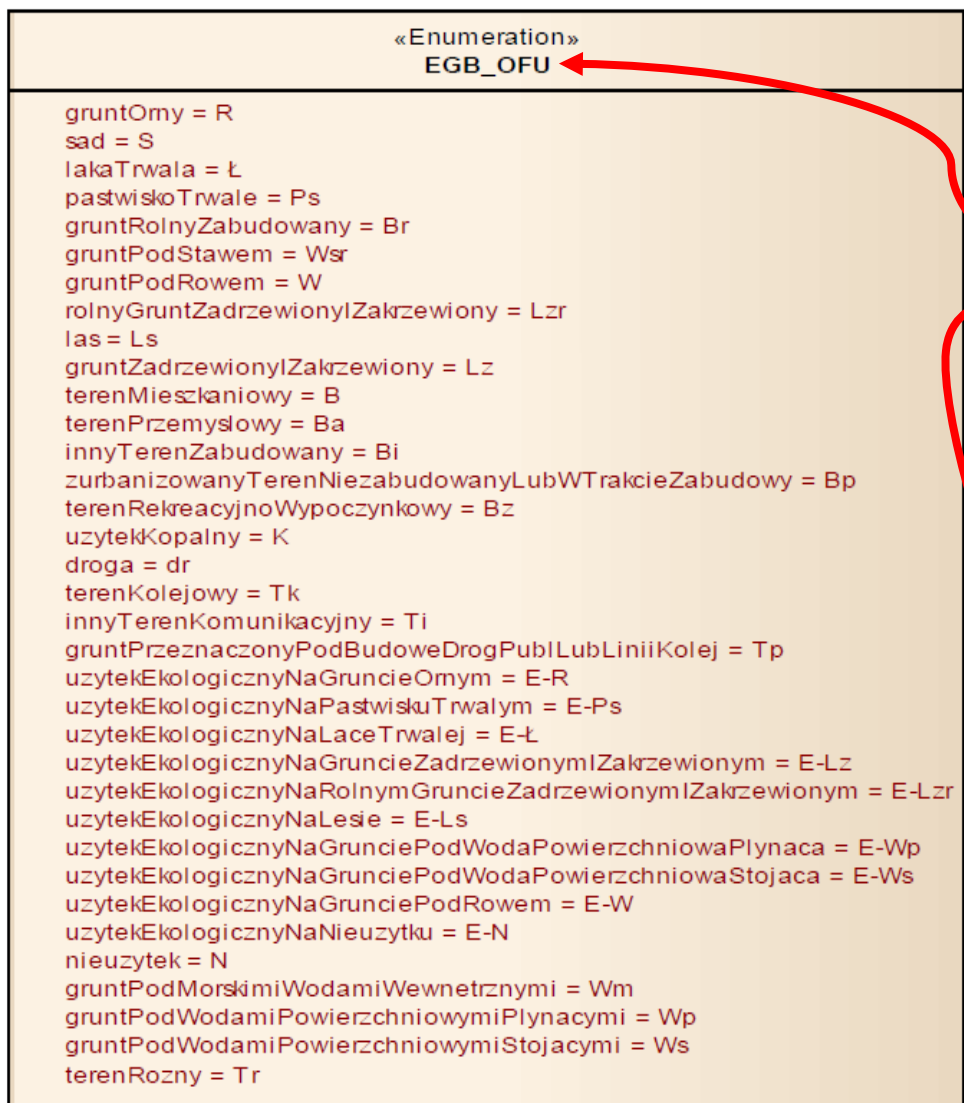 «Enumeration»
EGB_OFU
gruntOrny = R
sad = S
lakaTrwala = Ł
pastwiskoTrwale = Ps
gruntRolnyZabudowany = Br
gruntPodStawem = Wsr
gruntPodRowem = W
rolnyGruntZadrzewionyIZakrzewiony = Lzr
las = Ls
gruntZadrzewionyIZakrzewiony = Lz
terenMieszkaniowy = B
terenPrzemyslowy = Ba
innyTerenZabudowany = Bi
zurbanizowanyTerenNiezabudowanyLubWTrakcieZabudowy = Bp
terenRekreacyjnoWypoczynkowy = Bz
uzytekKopalny = K
droga = dr
terenKolejowy = Tk
innyTerenKomunikacyjny = Ti
gruntPrzeznaczonyPodBudoweDrogPublLubLiniiKolej = Tp
uzytekEkologicznyNaGruncieOrnym = E-R
uzytekEkologicznyNaPastwiskuTrwalym = E-Ps
uzytekEkologicznyNaLaceTrwalej = E-Ł
uzytekEkologicznyNaGruncieZadrzewionymIZakrzewionym = E-Lz
uzytekEkologicznyNaRolnymGruncieZadrzewionymIZakrzewionym = E-Lzr
uzytekEkologicznyNaLesie = E-Ls
uzytekEkologicznyNaGrunciePodWodaPowierzchniowaPlynaca = E-Wp
uzytekEkologicznyNaGrunciePodWodaPowierzchniowaStojaca = E-Ws
uzytekEkologicznyNaGrunciePodRowem = E-W
uzytekEkologicznyNaNieuzytku = E-N
nieuzytek = N
gruntPodMorskimiWodamiWewnetrznymi = Wm
gruntPodWodamiPowierzchniowymiPlynacymi = Wp
gruntPodWodamiPowierzchniowymiStojacymi = Ws
terenRozny = Tr